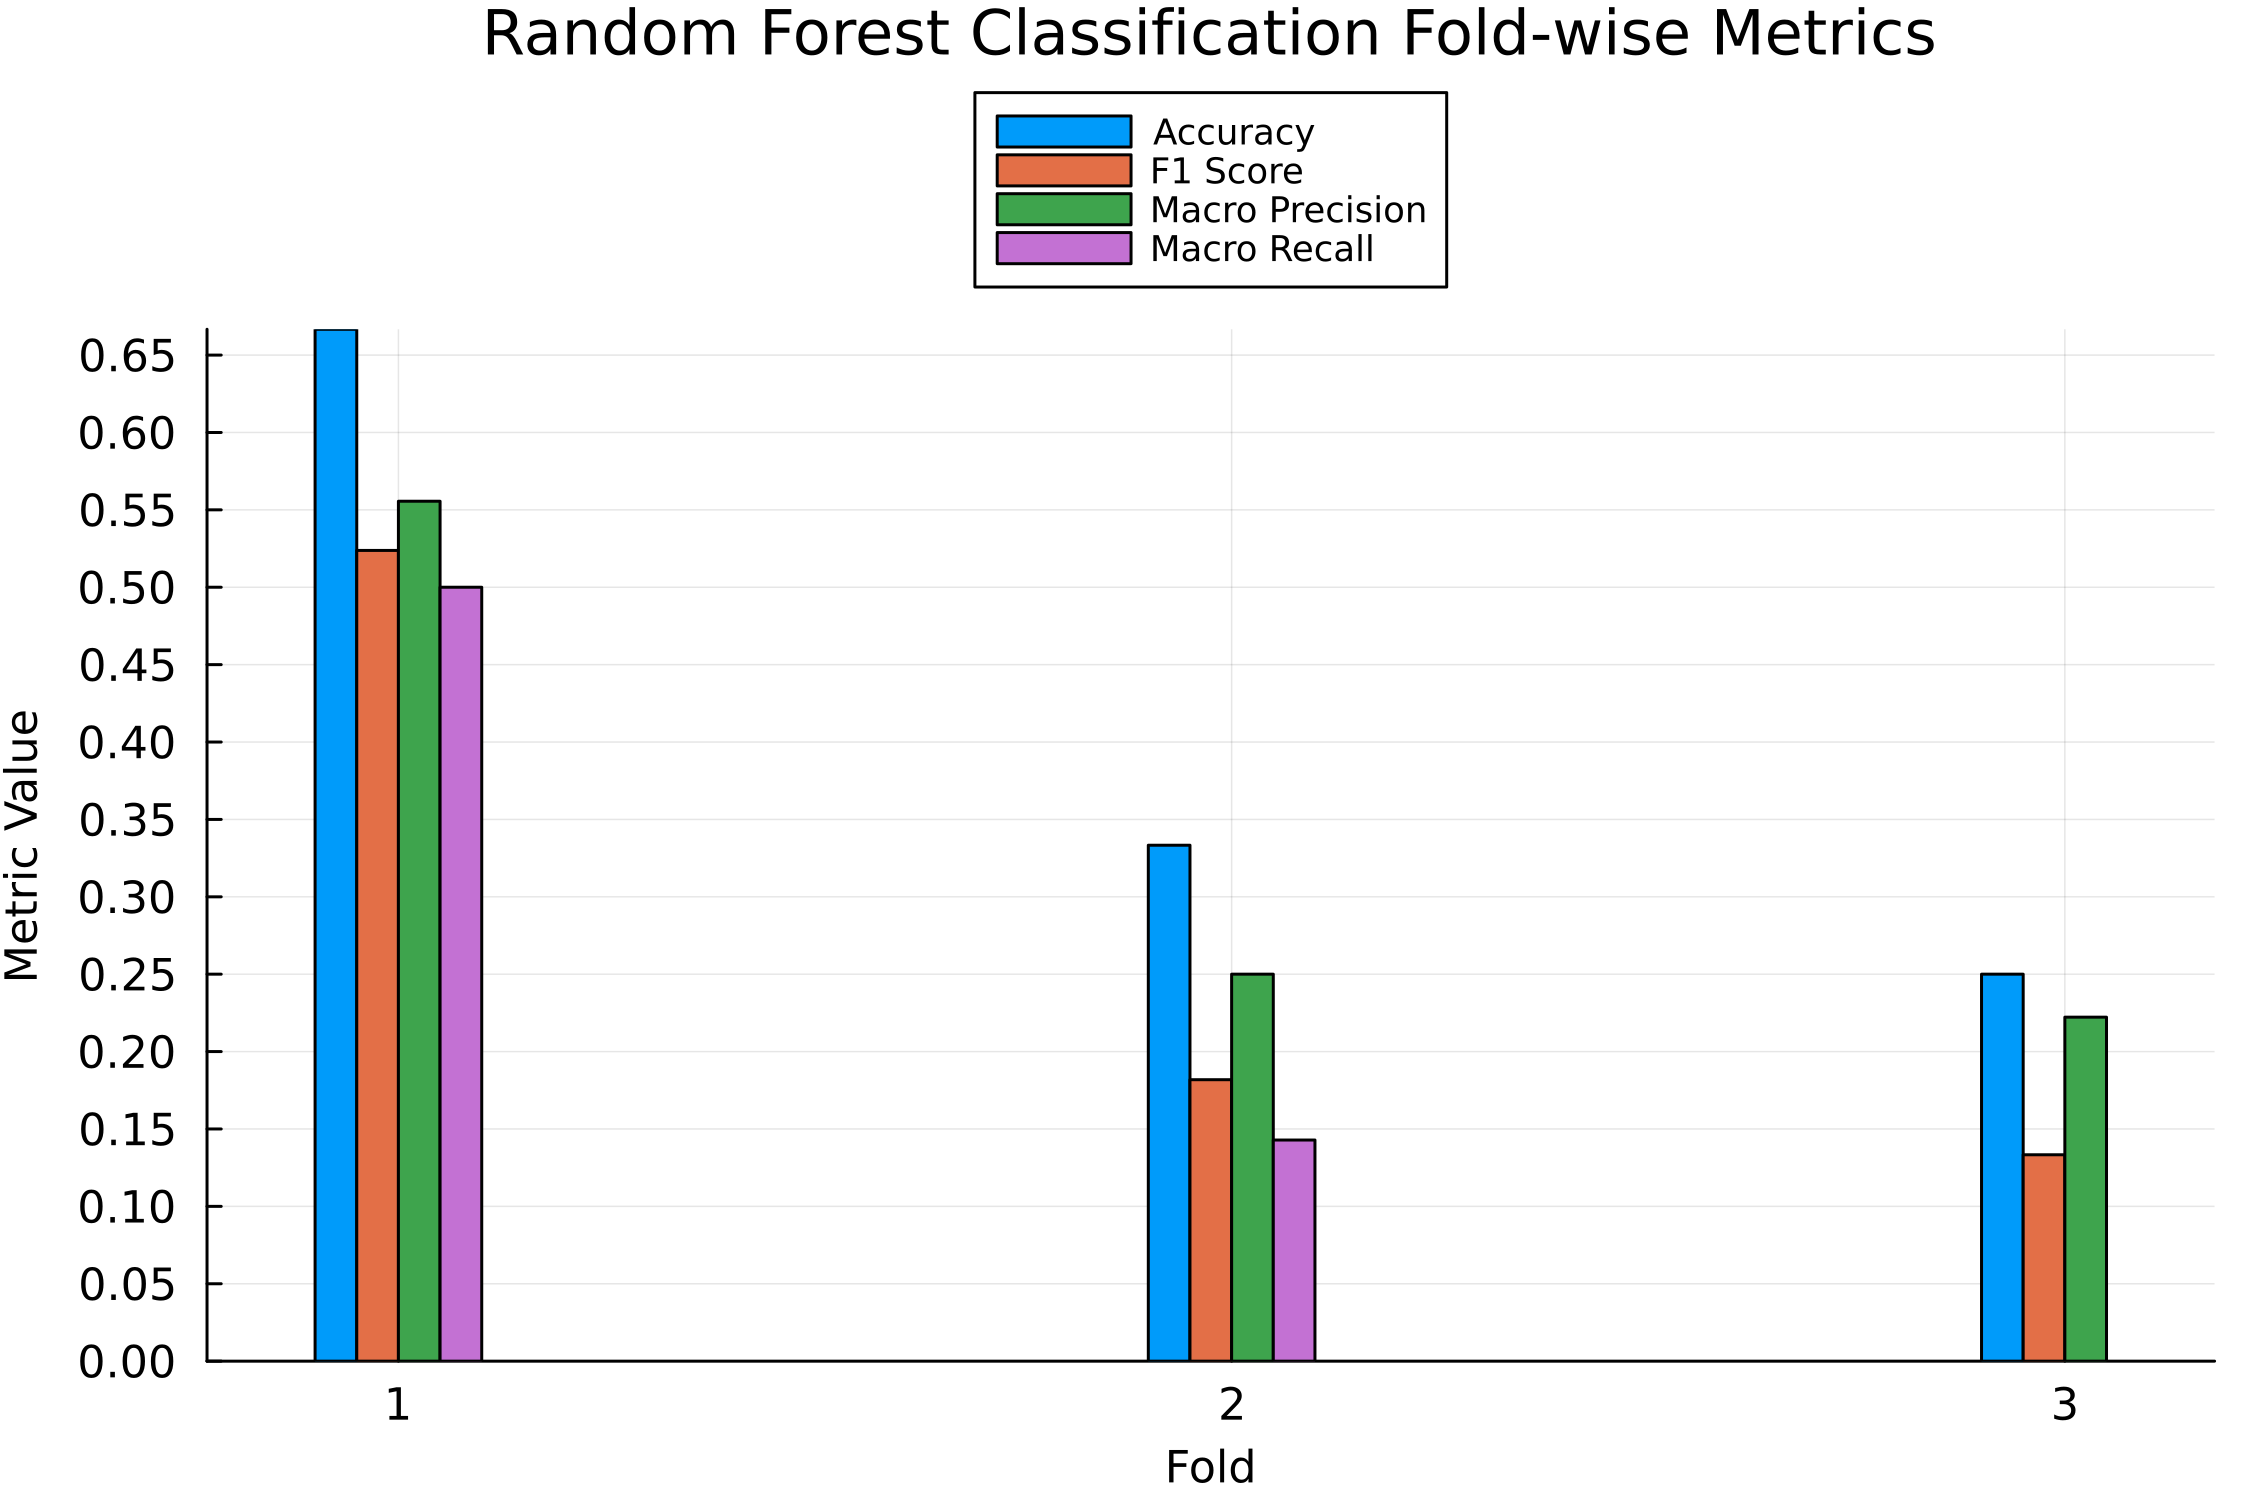 Random Forest Classification Fold-wise Metrics
Accuracy
F1 Score
Macro Precision
Macro Recall
0.65
0.60
0.55
0.50
0.45
0.40
0.35
0.30
0.25
0.20
0.15
0.10
0.05
0.00
Metric Value
1 2 3
Fold